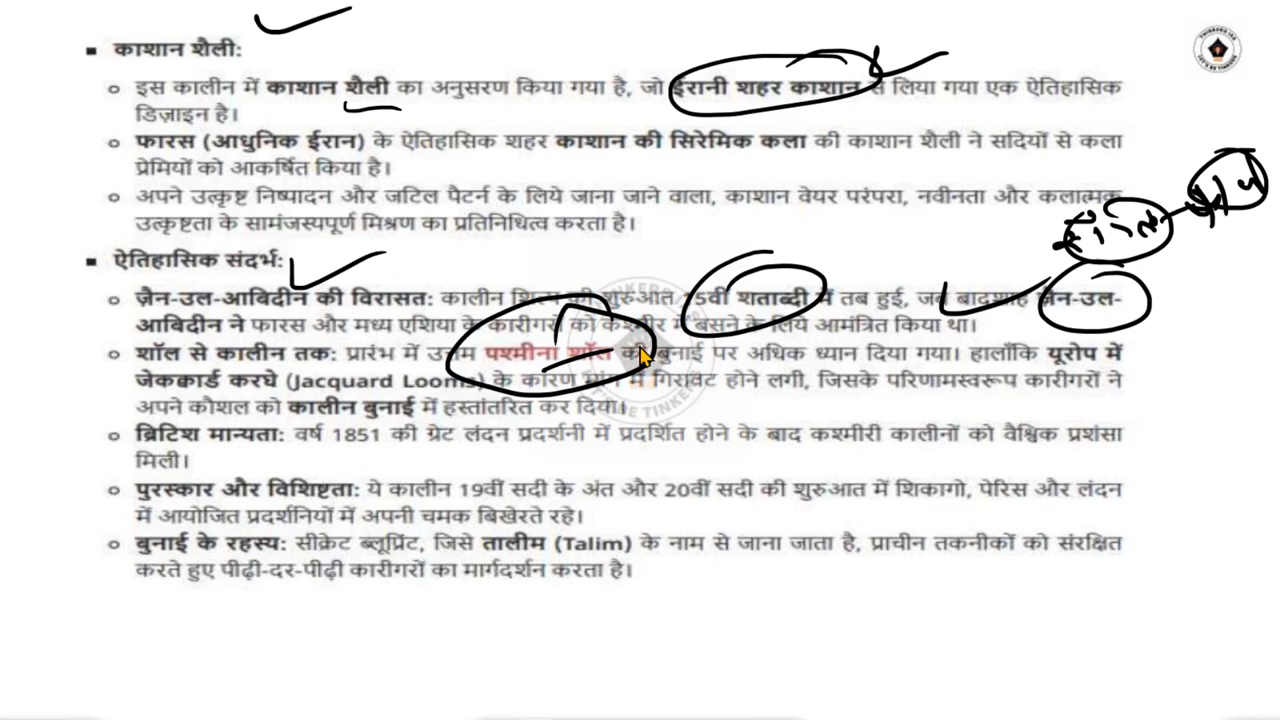 काशान शैली:
इस कालीन में काशान शैली का अनुसरण किया गया है, जो ईरानी शहर काशान से लिया गया एक ऐतिहासिक
डिज़ाइन है।
फारस (आधुनिक ईरान) के ऐतिहासिक शहर काशान की सिरेमिक कला की काशान शैली ने सदियों से कला
प्रेमियों को आकर्षित किया है।
अपने उत्कृष्ट निष्पादन और जटिल पैटर्न के लिये जाना जाने वाला, काशान वेयर परंपरा, नवीनता और कलात्मक
उत्कृष्टता के सामंजस्यपूर्ण मिश्रण का प्रतिनिधित्व करता है।
ऐतिहासिक संदर्भ:
ज़ैन-उल-आबिदीन की विरासत: कालीन शिल्प की शुरुआत 15वीं शताब्दी में तब हुई, जब बादशाह ज़ैन-उल-
आबिदीन ने फारस और मध्य एशिया के कारीगरों को कश्मीर में बसने के लिये आमंत्रित किया था।
शॉल से कालीन तक: प्रारंभ में उत्तम पश्मीना शॉल की बुनाई पर अधिक ध्यान दिया गया। हालाँकि यूरोप में
जेकक्वार्ड करघे (Jacquard Looms) के कारण मांग में गिरावट होने लगी, जिसके परिणामस्वरूप कारीगरों ने
अपने कौशल को कालीन बुनाई में हस्तांतरित कर दिया।
ब्रिटिश मान्यता: वर्ष 1851 की ग्रेट लंदन प्रदर्शनी में प्रदर्शित होने के बाद कश्मीरी कालीनों को वैश्विक प्रशंसा
मिली।
पुरस्कार और विशिष्टता: ये कालीन 19वीं सदी के अंत और 20वीं सदी की शुरुआत में शिकागो, पेरिस और लंदन
में आयोजित प्रदर्शनियों में अपनी चमक बिखेरते रहे।
बुनाई के रहस्य: सीक्रेट ब्लूप्रिंट, जिसे तालीम (Talim) के नाम से जाना जाता है, प्राचीन तकनीकों को संरक्षित
करते हुए पीढ़ी-दर-पीढ़ी कारीगरों का मार्गदर्शन करता है।